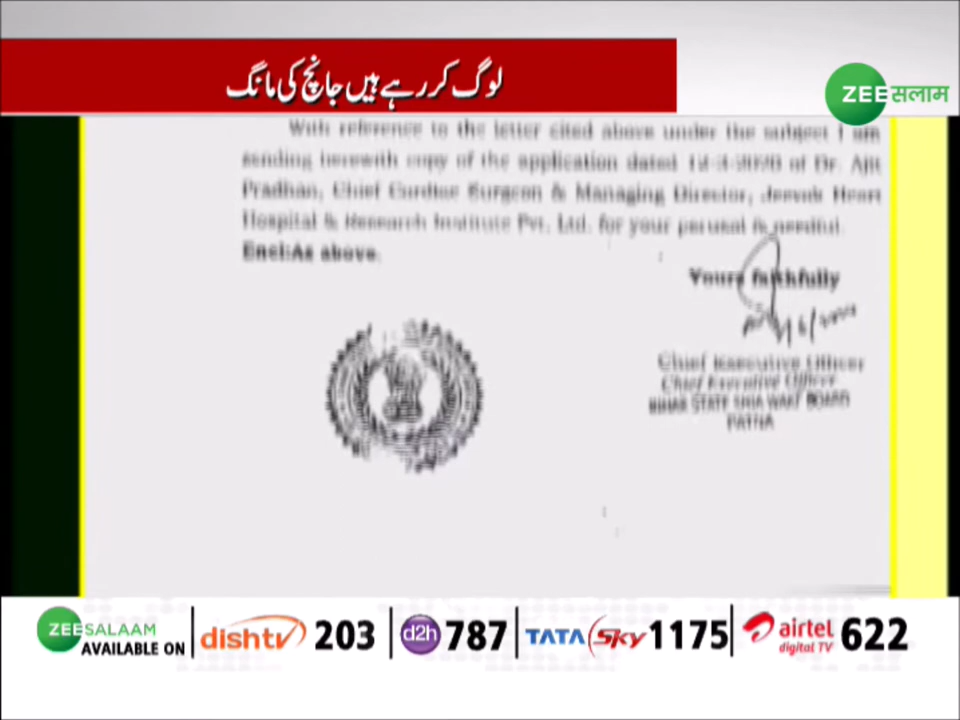 لوگ کر رہے ہیں جانچ کی مانگ
ZEE सलाम
With reference to the letter cited above under the subject I am
sending herewith copy of the application dated 12-3-2020 of Dr. Ajit
Pradhan, Chief Cardiac Surgeon & Managing Director, Jeevak Heart
Hospital & Research Institute Pvt. Ltd. for your perusal & needful.
Encl:As above.
Yours faithfully
Chief Executive Officer
Chief Executive Officer
BIHAR STATE SHIA WAKF BOARD
PATNA
ZEE SALAAM
AVAILABLE ON
dishtv 203
d2h 787
TATA Sky 1175
airtel digital TV 622